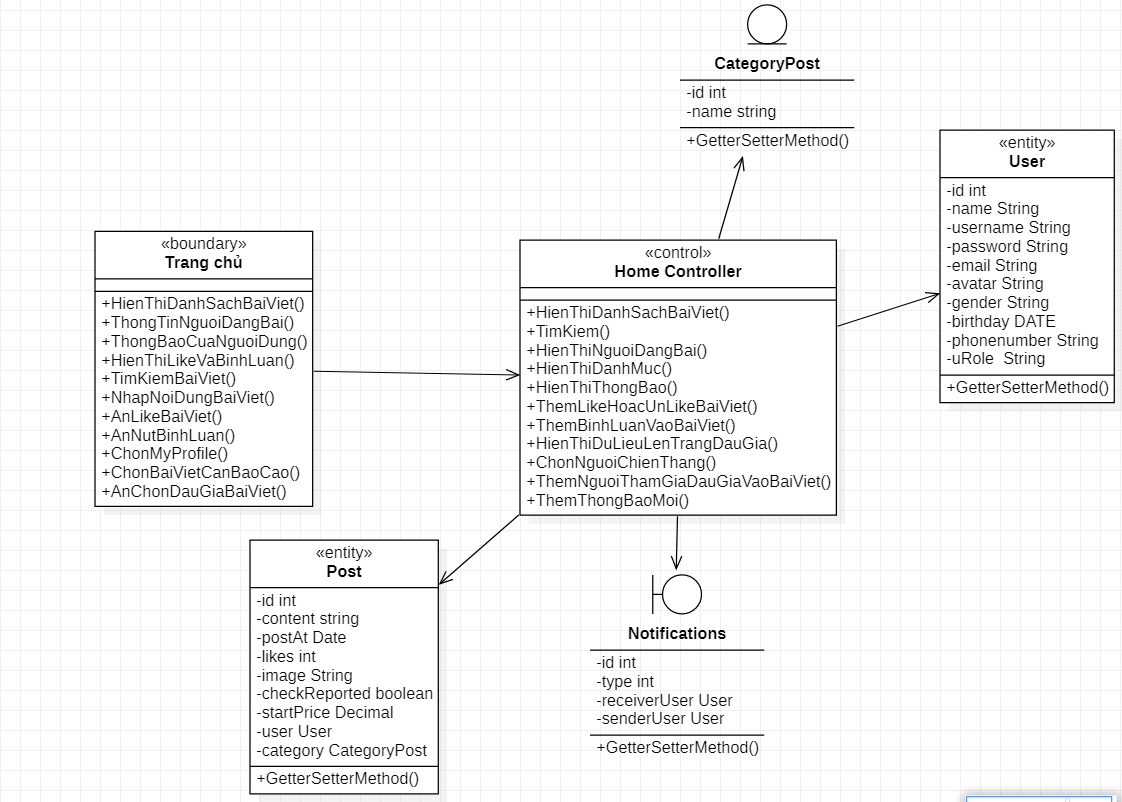 CategoryPost
-id int
-name string
+GetterSetterMethod()
«entity»
User
-id int
-name String
-username String
-password String
-email String
-avatar String
-gender String
-birthday DATE
-phonenumber String
-uRole  String
+GetterSetterMethod()
«boundary»
Trang chủ
+HienThiDanhSachBaiViet()
+ThongTinNguoiDangBai()
+ThongBaoCuaNguoiDung()
+HienThiLikeVaBinhLuan()
+TimKiemBaiViet()
+NhapNoiDungBaiViet()
+AnLikeBaiViet()
+AnNutBinhLuan()
+ChonMyProfile()
+ChonBaiVietCanBaoCao()
+AnChonDauGiaBaiViet()
«control»
Home Controller
+HienThiDanhSachBaiViet()
+TimKiem()
+HienThiNguoiDangBai()
+HienThiDanhMuc()
+HienThiThongBao()
+ThemLikeHoacUnLikeBaiViet()
+ThemBinhLuanVaoBaiViet()
+HienThiDuLieuLenTrangDauGia()
+ChonNguoiChienThang()
+ThemNguoiThamGiaDauGiaVaoBaiViet()
+ThemThongBaoMoi()
«entity»
Post
-id int
-content string
-postAt Date
-likes int
-image String
-checkReported boolean
-startPrice Decimal
-user User
-category CategoryPost
+GetterSetterMethod()
Notifications
-id int
-type int
-receiverUser User
-senderUser User
+GetterSetterMethod()